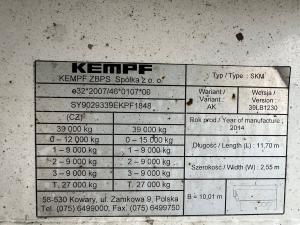 KEMPF
KEMPF ZBPS Spółka z o. o.
e32*2007/46*0107*06
SY9029339EKPF1848
(CZ)
39 000 kg 39 000 kg
0 – 12 000 kg 0 – 15 000 kg
1 – 9 000 kg 1 – 9 000 kg
2 – 9 000 kg 2 – 9 000 kg
3 – 9 000 kg 3 – 9 000 kg
T. 27 000 kg T. 27 000 kg
58-530 Kowary, ul. Zamkowa 9, Polska
Tel. (075) 6499000, Fax. (075) 6499750
Typ / Type : SKM
Wariant / Variant : AK
Wersja / Version : 39LB1230
Rok prod / Year of manufacture : 2014
Długość / Length (L) : 11,70 m
Szerokość / Width (W) : 2,55 m
B = 10,01 m